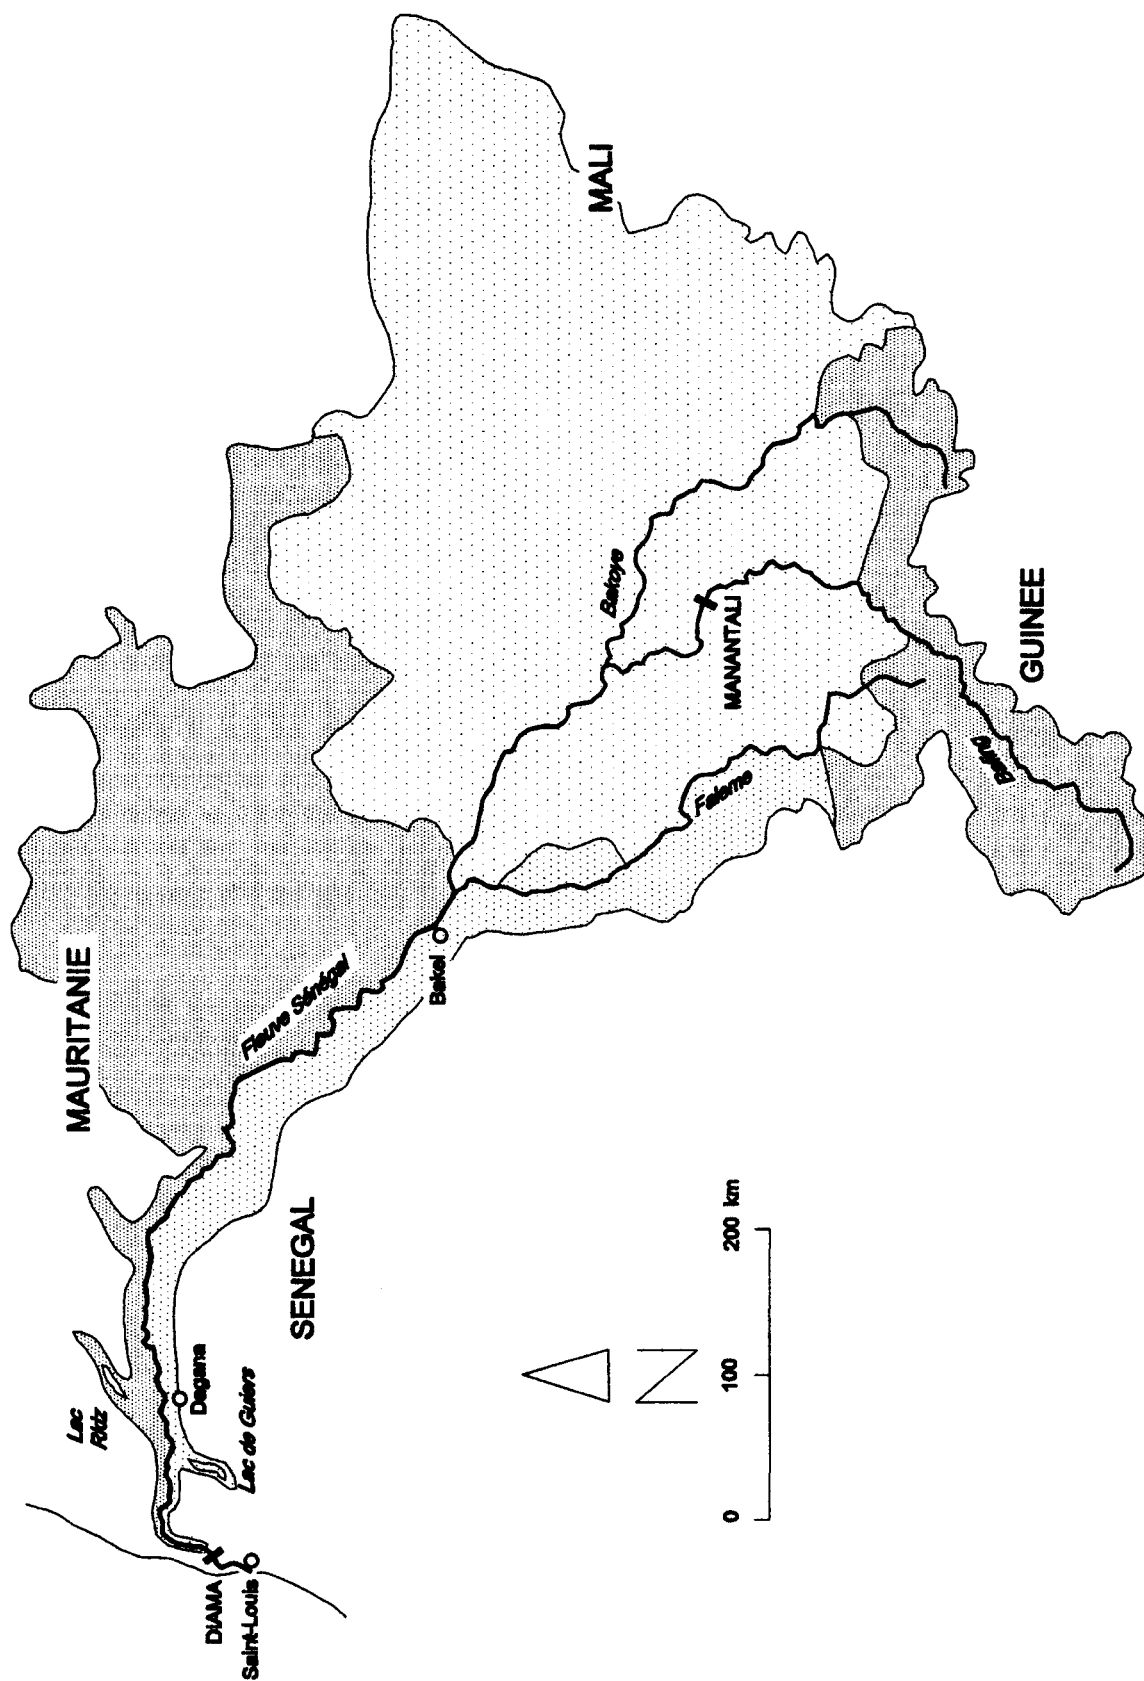 MAURITANIE
MALI
SENEGAL
GUINEE
Lac
Rkiz
Dagana
Lac de Guiers
DIAMA
Saint-Louis
Fleuve Sénégal
Bakel
Bakoye
MANANTALI
Faleme
Bafing
N
0
100
200 km